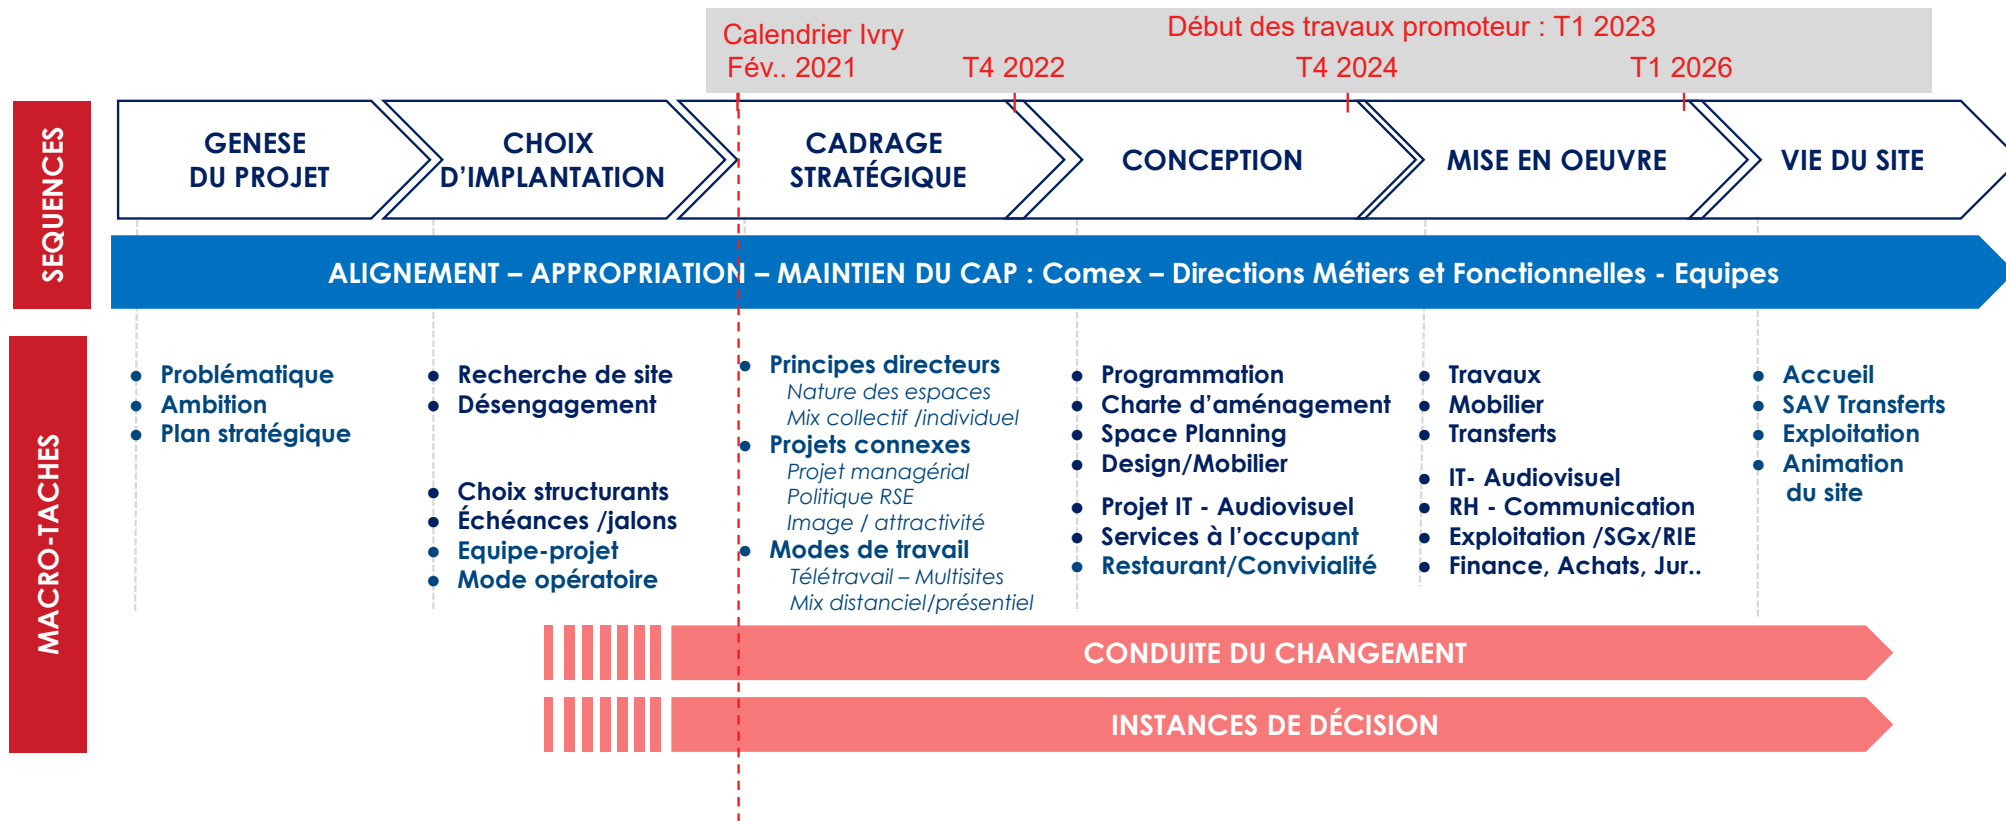 Calendrier Ivry
Début des travaux promoteur : T1 2023
Fév.. 2021
T4 2022
T4 2024
T1 2026
SEQUENCES
GENESE
DU PROJET
CHOIX
D’IMPLANTATION
CADRAGE
STRATÉGIQUE
CONCEPTION
MISE EN OEUVRE
VIE DU SITE
ALIGNEMENT – APPROPRIATION – MAINTIEN DU CAP : Comex – Directions Métiers et Fonctionnelles - Equipes
MACRO-TACHES
● Problématique
● Ambition
● Plan stratégique
● Recherche de site
● Désengagement
● Choix structurants
● Échéances /jalons
● Equipe-projet
● Mode opératoire
● Principes directeurs
Nature des espaces
Mix collectif /individuel
● Projets connexes
Projet managérial
Politique RSE
Image / attractivité
● Modes de travail
Télétravail – Multisites
Mix distanciel/présentiel
● Programmation
● Charte d’aménagement
● Space Planning
● Design/Mobilier
● Projet IT - Audiovisuel
● Services à l’occupant
● Restaurant/Convivialité
● Travaux
● Mobilier
● Transferts
● IT- Audiovisuel
● RH - Communication
● Exploitation /SGx/RIE
● Finance, Achats, Jur..
● Accueil
● SAV Transferts
● Exploitation
● Animation
du site
CONDUITE DU CHANGEMENT
INSTANCES DE DÉCISION